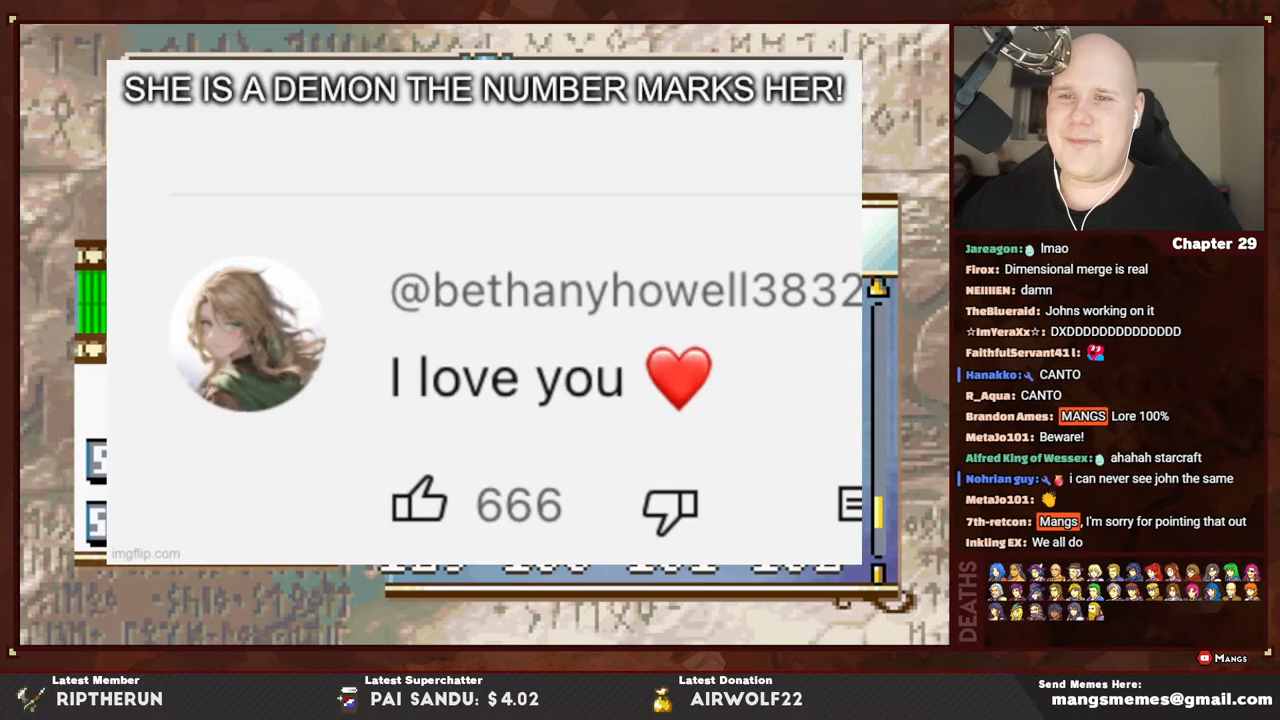 SHE IS A DEMON THE NUMBER MARKS HER!
@bethanyhowell3832
I love you ❤️
666
imgflip.com
Chapter 29
Jareagon: lmao
Firox: Dimensional merge is real
NEIIIIEN: damn
TheBlueraid: Johns working on it
☆ImYeraXx☆: DXDDDDDDDDDDDDDD
FaithfulServant41 l:
Hanakko: CANTO
R_Aqua: CANTO
Brandon Ames: MANGS Lore 100%
MetaJo101: Beware!
Alfred King of Wessex: ahahah starcraft
Nohrian guy: i can never see john the same
MetaJo101: 👏
7th-retcon: Mangs, I'm sorry for pointing that out
Inkling EX: We all do
DEATHS
MANGS
Latest Member
RIPTHERUN
Latest Superchatter
PAI SANDU: $4.02
Latest Donation
AIRWOLF22
Send Memes Here:
mangsmemes@gmail.com